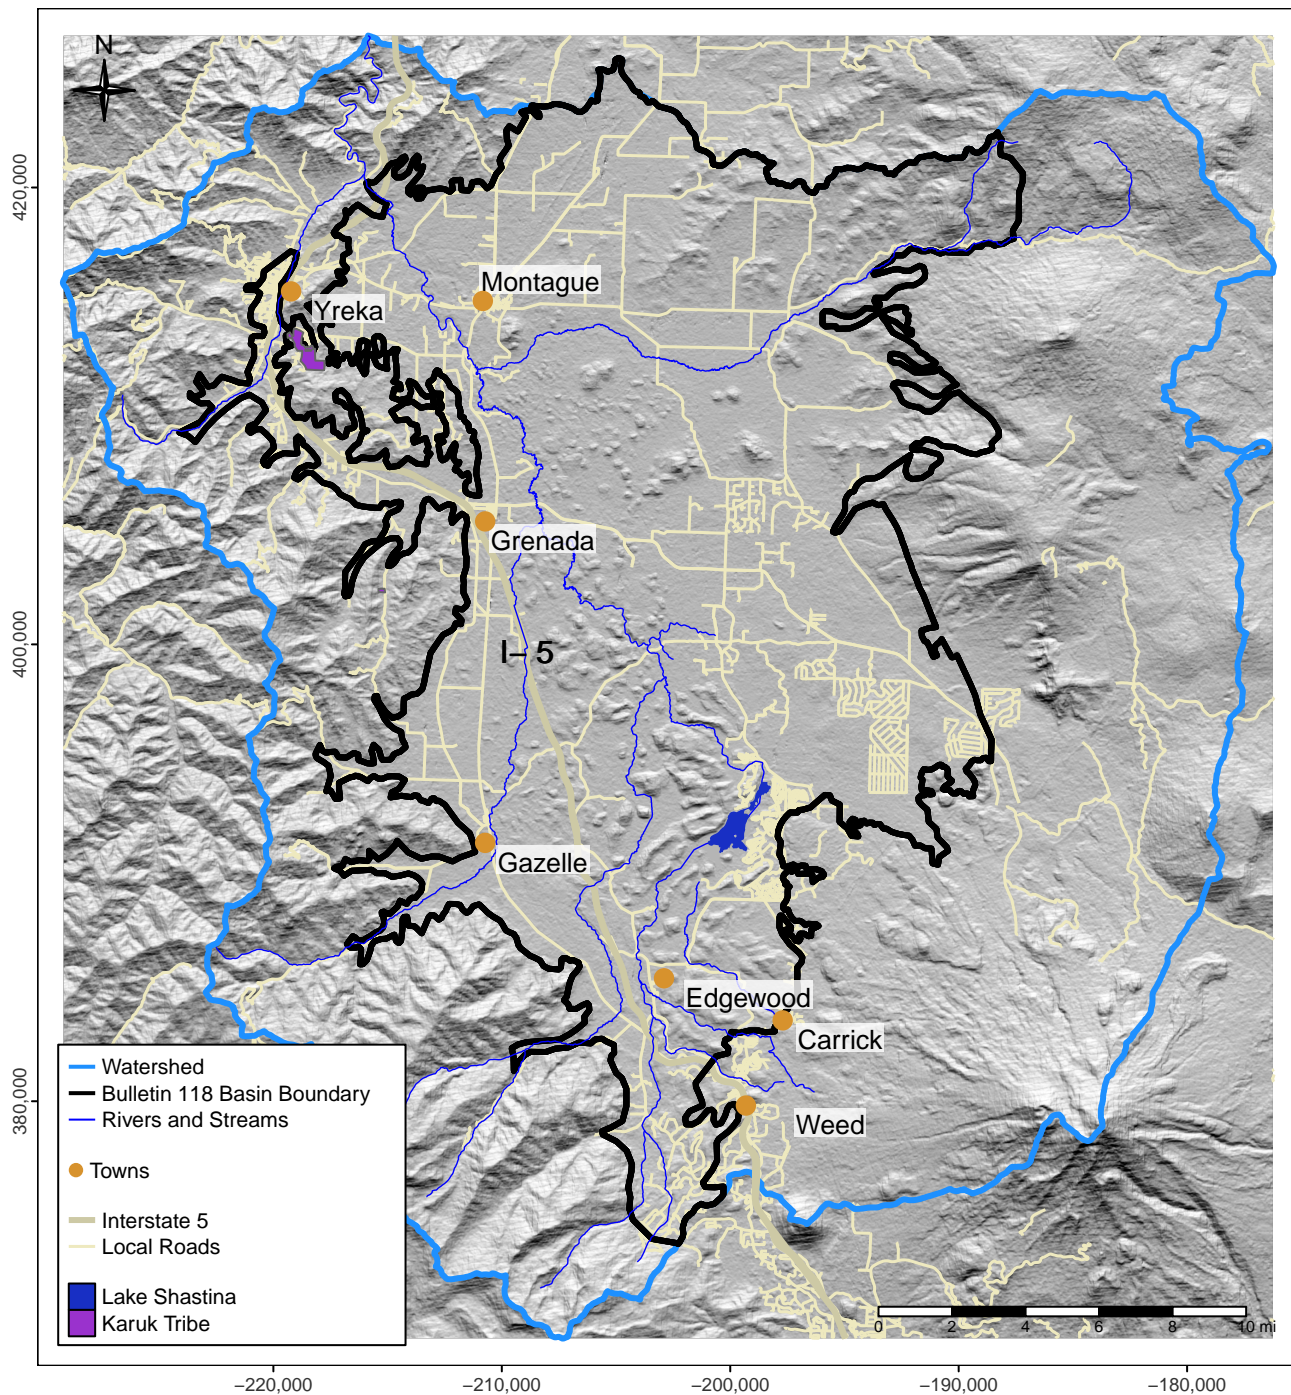 N
420,000
400,000
380,000
Montague
Yreka
Grenada
I– 5
Gazelle
Edgewood
Carrick
Weed
Watershed
Bulletin 118 Basin Boundary
Rivers and Streams
Towns
Interstate 5
Local Roads
Lake Shastina
Karuk Tribe
0 2 4 6 8 10 mi
−220,000 −210,000 −200,000 −190,000 −180,000